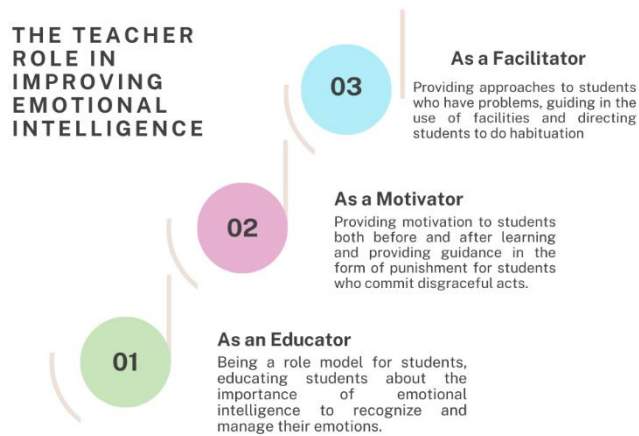 THE TEACHER
ROLE IN
IMPROVING
EMOTIONAL
INTELLIGENCE
03
As a Facilitator
Providing approaches to students
who have problems, guiding in the
use of facilities and directing
students to do habituation
02
As a Motivator
Providing motivation to students
both before and after learning
and providing guidance in the
form of punishment for students
who commit disgraceful acts.
01
As an Educator
Being a role model for students,
educating students about the
importance of emotional
intelligence to recognize and
manage their emotions.